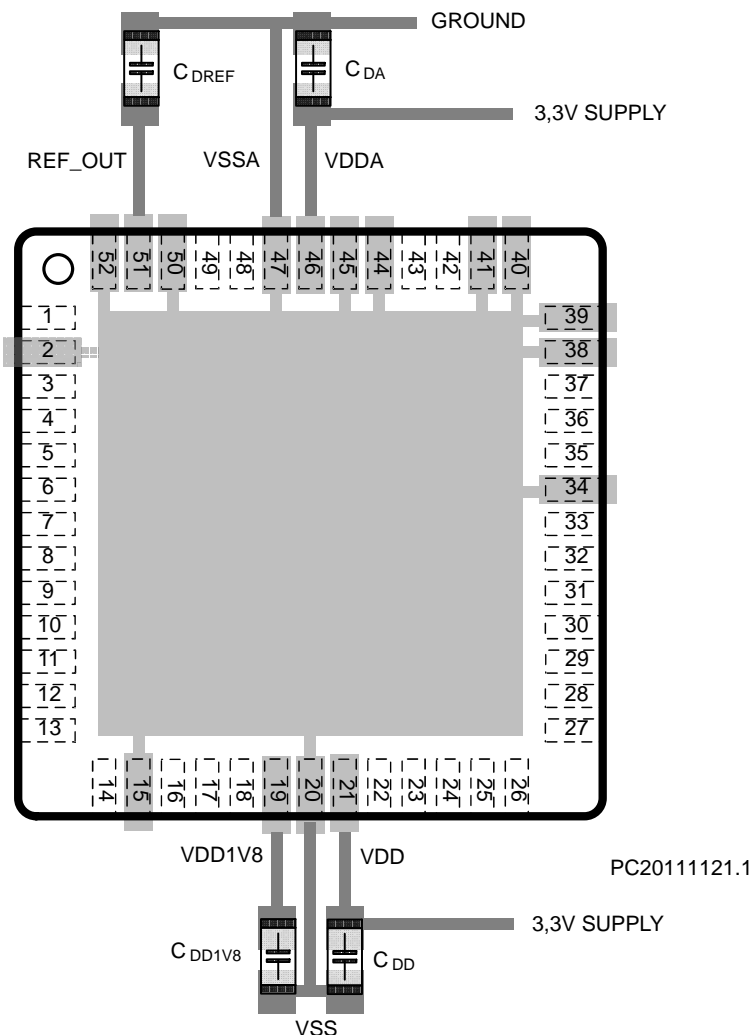 GROUND
C DREF
C DA
3,3V SUPPLY
REF_OUT
VSSA
VDDA
52 51 50 49 48 47 46 45 44 43 42 41 40
1
2
3
4
5
6
7
8
9
10
11
12
13
39
38
37
36
35
34
33
32
31
30
29
28
27
14 15 16 17 18 19 20 21 22 23 24 25 26
VDD1V8
VDD
PC20111121.1
3,3V SUPPLY
C DD1V8
C DD
VSS